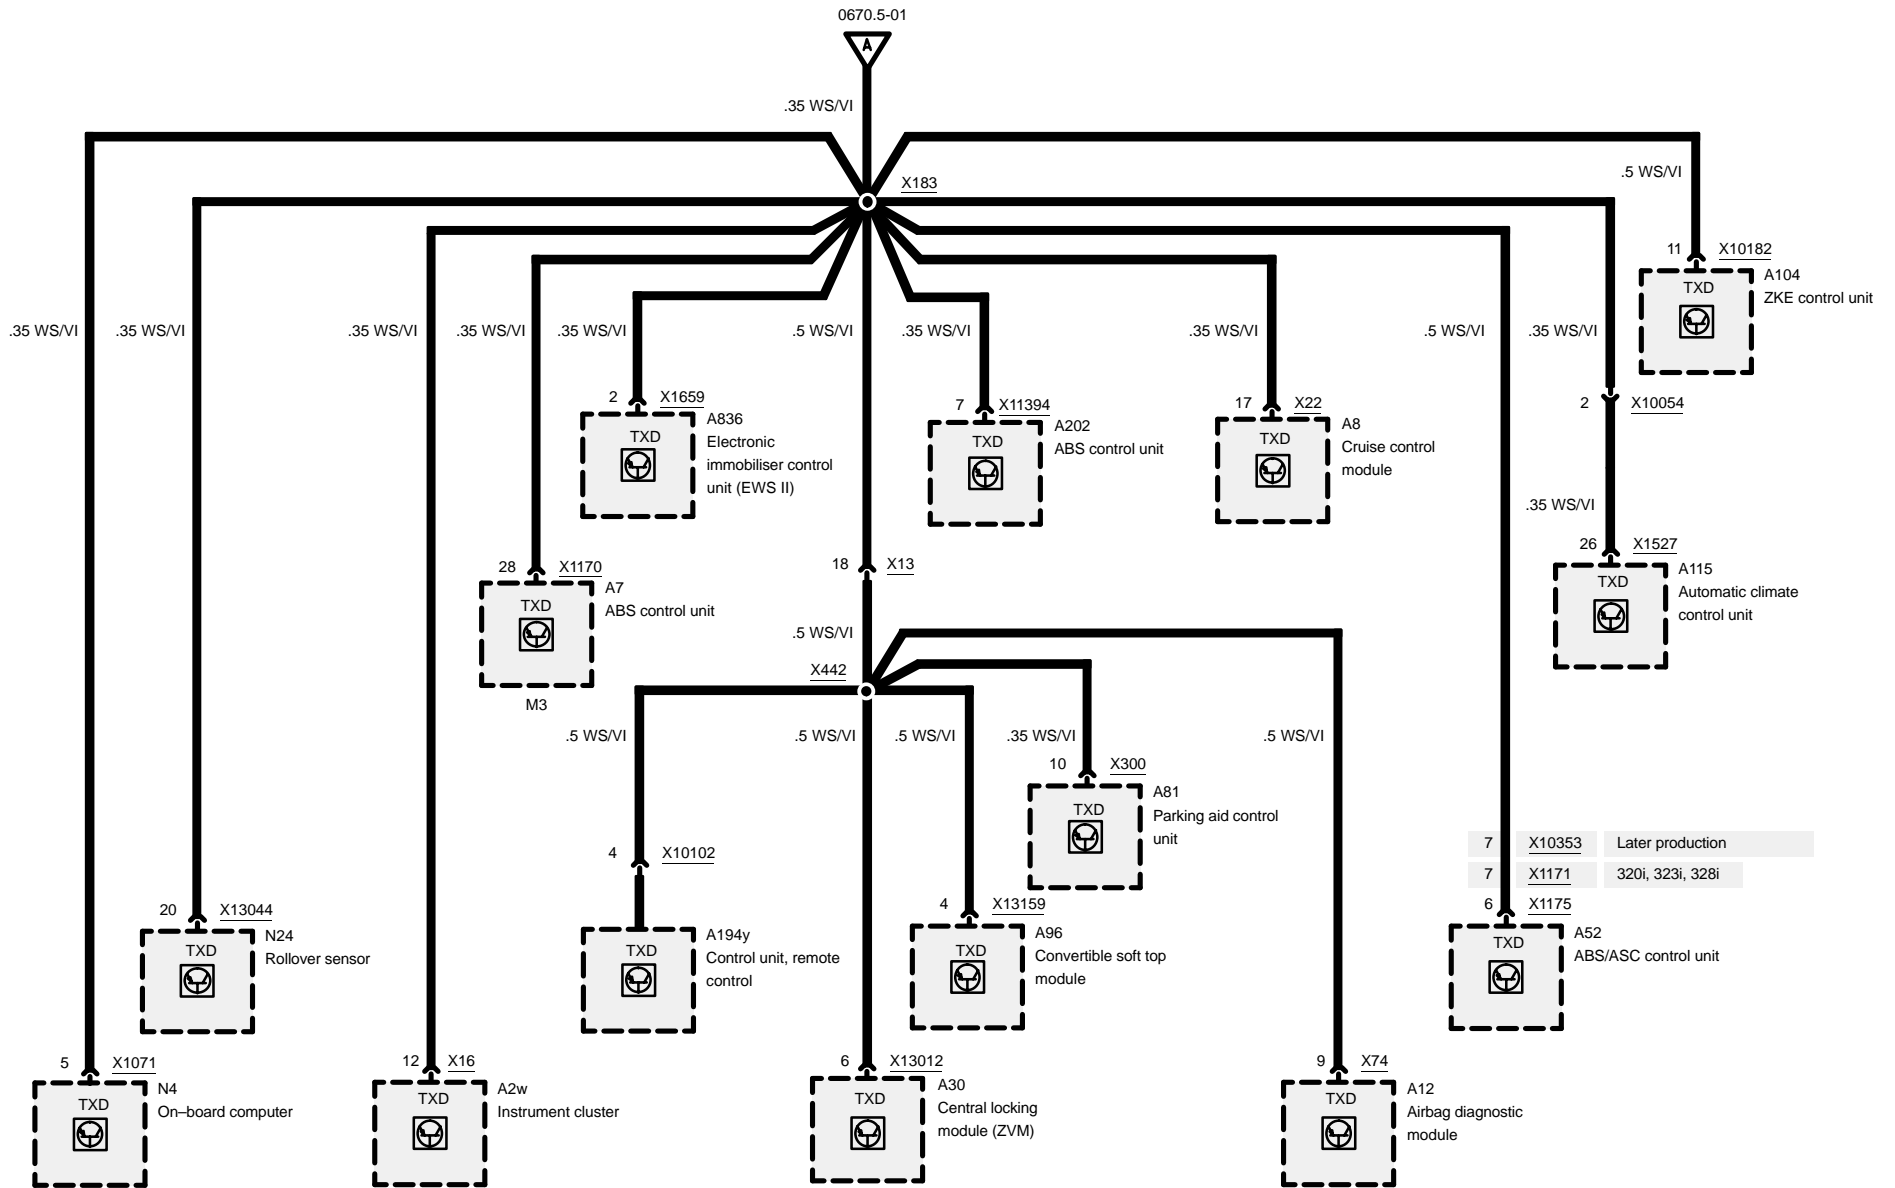 0670.5-01
A
.35 WS/VI
X183
.5 WS/VI
11 X10182
A104
TXD
ZKE control unit
.35 WS/VI .35 WS/VI .35 WS/VI .35 WS/VI .35 WS/VI .5 WS/VI .35 WS/VI .35 WS/VI .5 WS/VI .35 WS/VI
2 X1659
A836
TXD
Electronic
immobiliser control
unit (EWS II)
7 X11394
A202
TXD
ABS control unit
17 X22
A8
TXD
Cruise control
module
2 X10054
.35 WS/VI
26 X1527
A115
TXD
Automatic climate
control unit
28 X1170
A7
TXD
ABS control unit
M3
18 X13
.5 WS/VI
X442
.5 WS/VI .5 WS/VI .5 WS/VI .35 WS/VI .5 WS/VI
10 X300
A81
TXD
Parking aid control
unit
7 X10353 Later production
7 X1171 320i, 323i, 328i
6 X1175
A52
TXD
ABS/ASC control unit
4 X10102
A194y
TXD
Control unit, remote
control
4 X13159
A96
TXD
Convertible soft top
module
20 X13044
N24
TXD
Rollover sensor
5 X1071
N4
TXD
On–board computer
12 X16
A2w
TXD
Instrument cluster
6 X13012
A30
TXD
Central locking
module (ZVM)
9 X74
A12
TXD
Airbag diagnostic
module